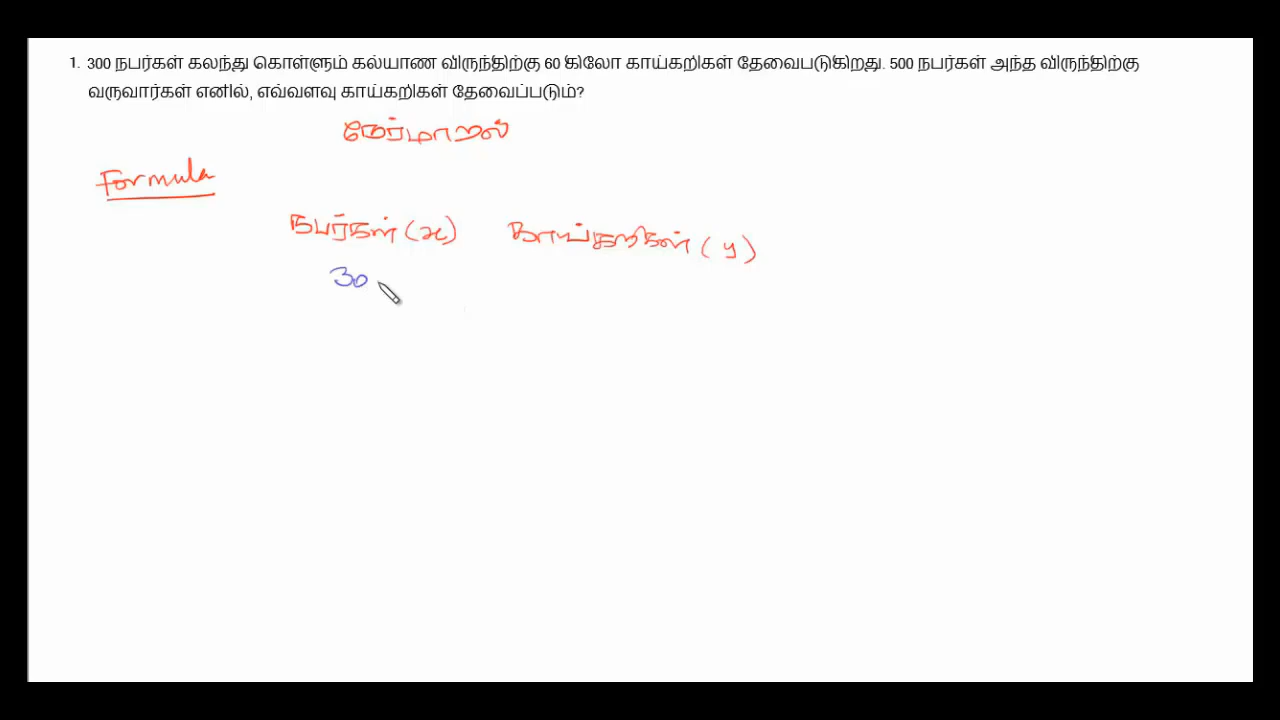 1. 300 நபர்கள் கலந்து கொள்ளும் கல்யாண விருந்திற்கு 60 கிலோ காய்கறிகள் தேவைபடுகிறது. 500 நபர்கள் அந்த விருந்திற்கு
வருவார்கள் எனில், எவ்வளவு காய்கறிகள் தேவைப்படும்?
நேர்மாறல்
Formula
நபர்கள் (x) காய்கறிகள் (y)
30